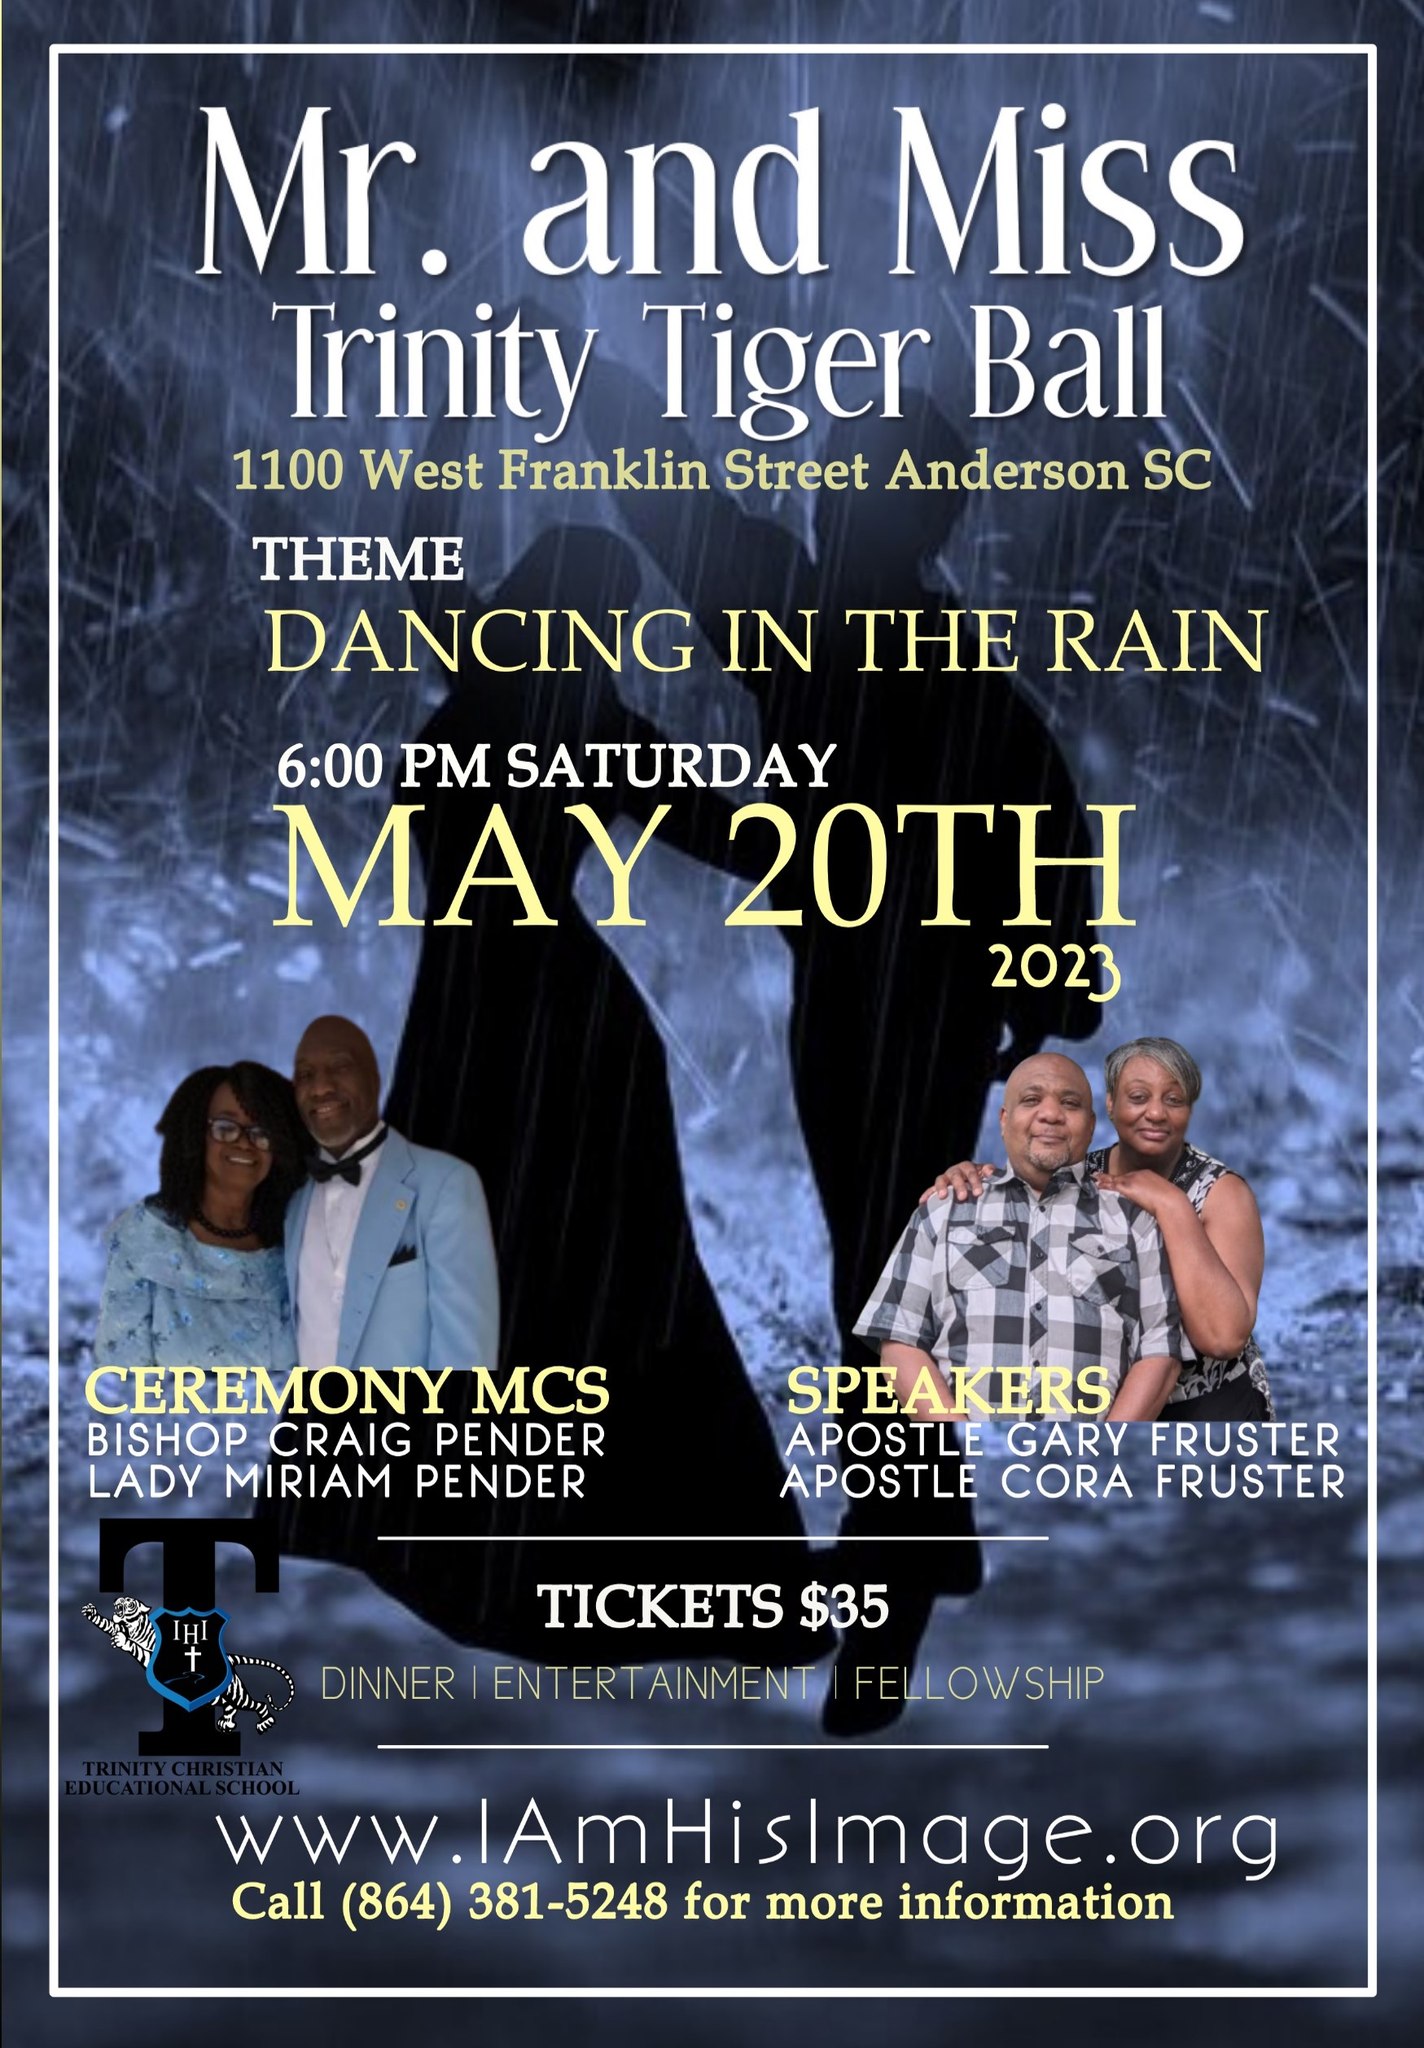 Mr. and Miss
Trinity Tiger Ball
1100 West Franklin Street Anderson SC
THEME
DANCING IN THE RAIN
6:00 PM SATURDAY
MAY 20TH
2023
CEREMONY MCS
BISHOP CRAIG PENDER
LADY MIRIAM PENDER
SPEAKERS
APOSTLE GARY FRUSTER
APOSTLE CORA FRUSTER
TICKETS $35
DINNER | ENTERTAINMENT | FELLOWSHIP
T
IHI
TRINITY CHRISTIAN
EDUCATIONAL SCHOOL
www.IAmHisImage.org
Call (864) 381-5248 for more information